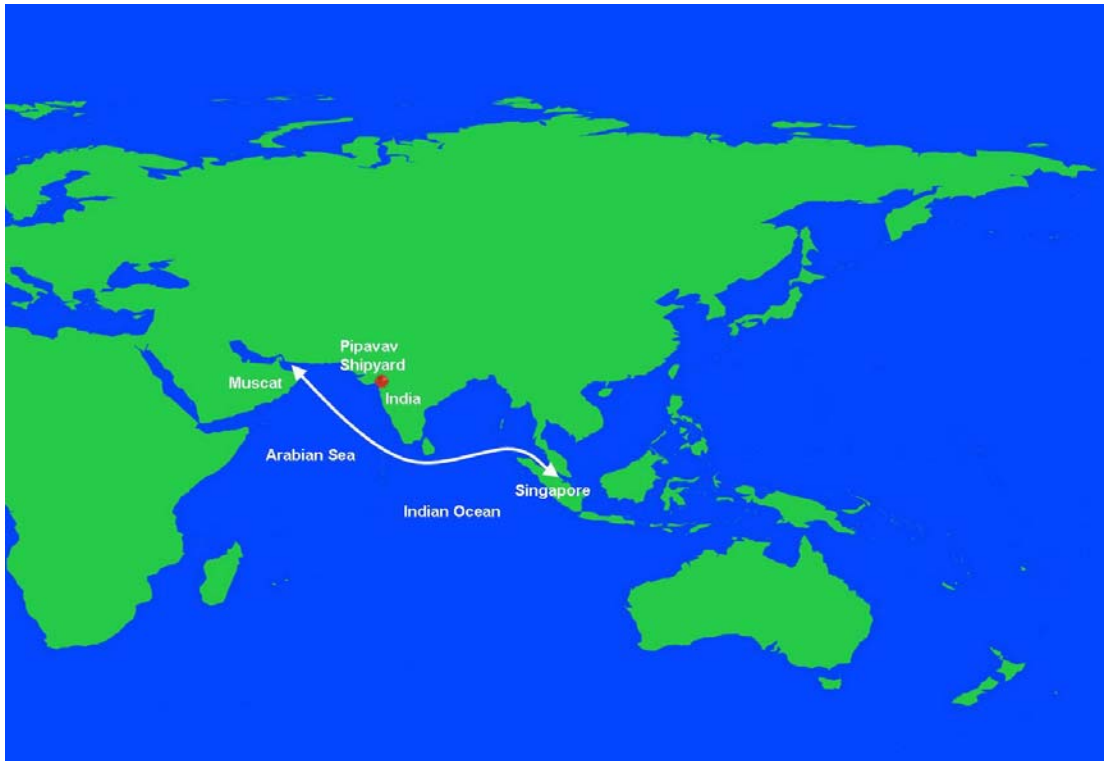 Pipavav
Shipyard
Muscat
India
Arabian Sea
Singapore
Indian Ocean